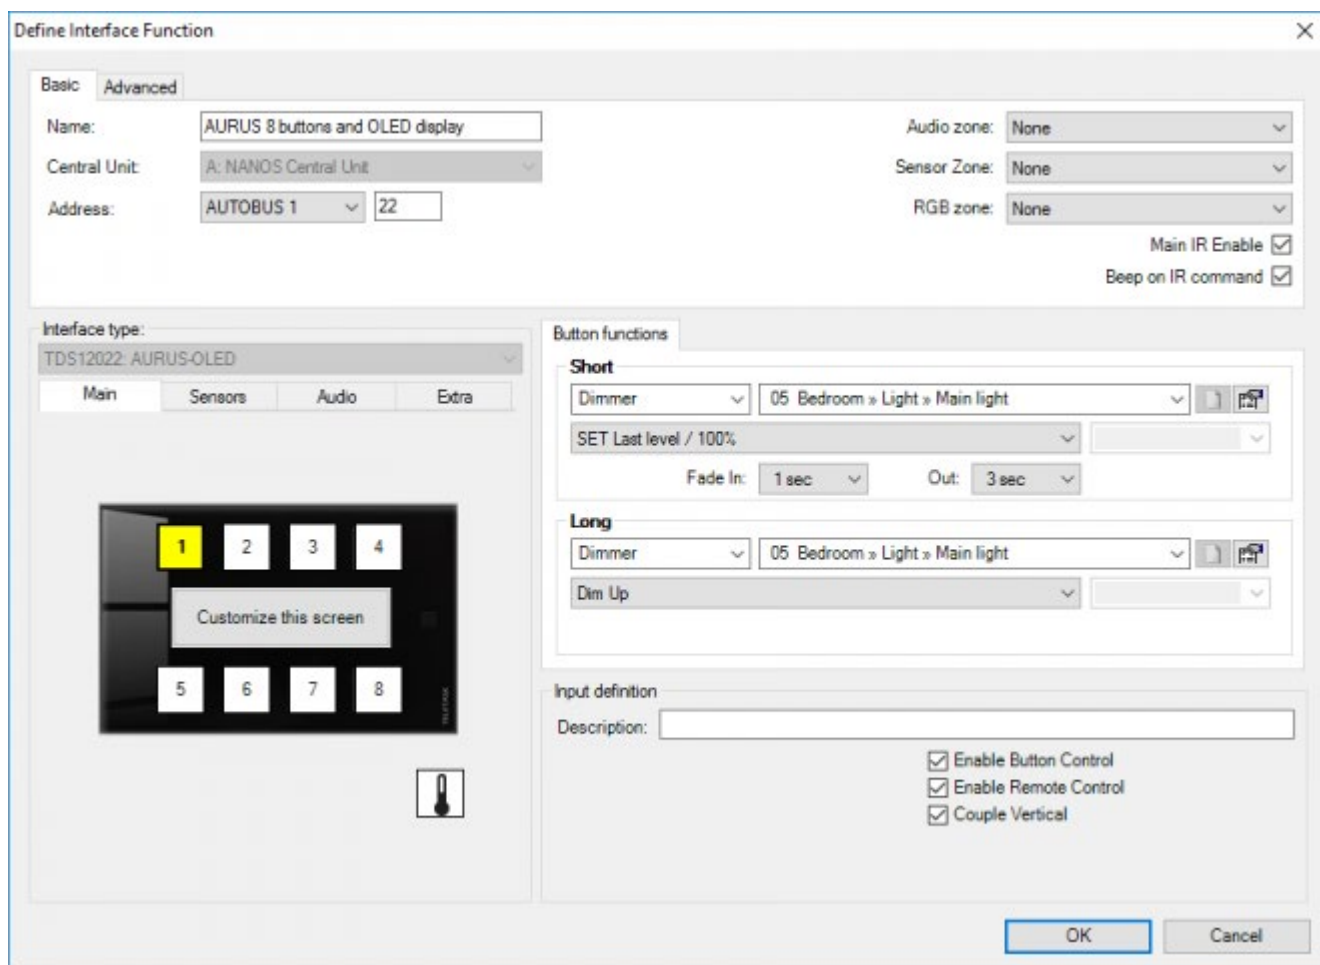 Define Interface Function
Basic Advanced
Name: AURUS 8 buttons and OLED display
Audio zone: None
Central Unit: A: NANOS Central Unit
Sensor Zone: None
Address: AUTOBUS 1 22
RGB zone: None
Main IR Enable
Beep on IR command
Interface type:
TDS12022: AURUS-OLED
Main Sensors Audio Extra
1 2 3 4
Customize this screen
5 6 7 8
TELETASK
Button functions
Short
Dimmer 05 Bedroom » Light » Main light
SET Last level / 100%
Fade In: 1 sec Out: 3 sec
Long
Dimmer 05 Bedroom » Light » Main light
Dim Up
Input definition
Description:
Enable Button Control
Enable Remote Control
Couple Vertical
OK Cancel